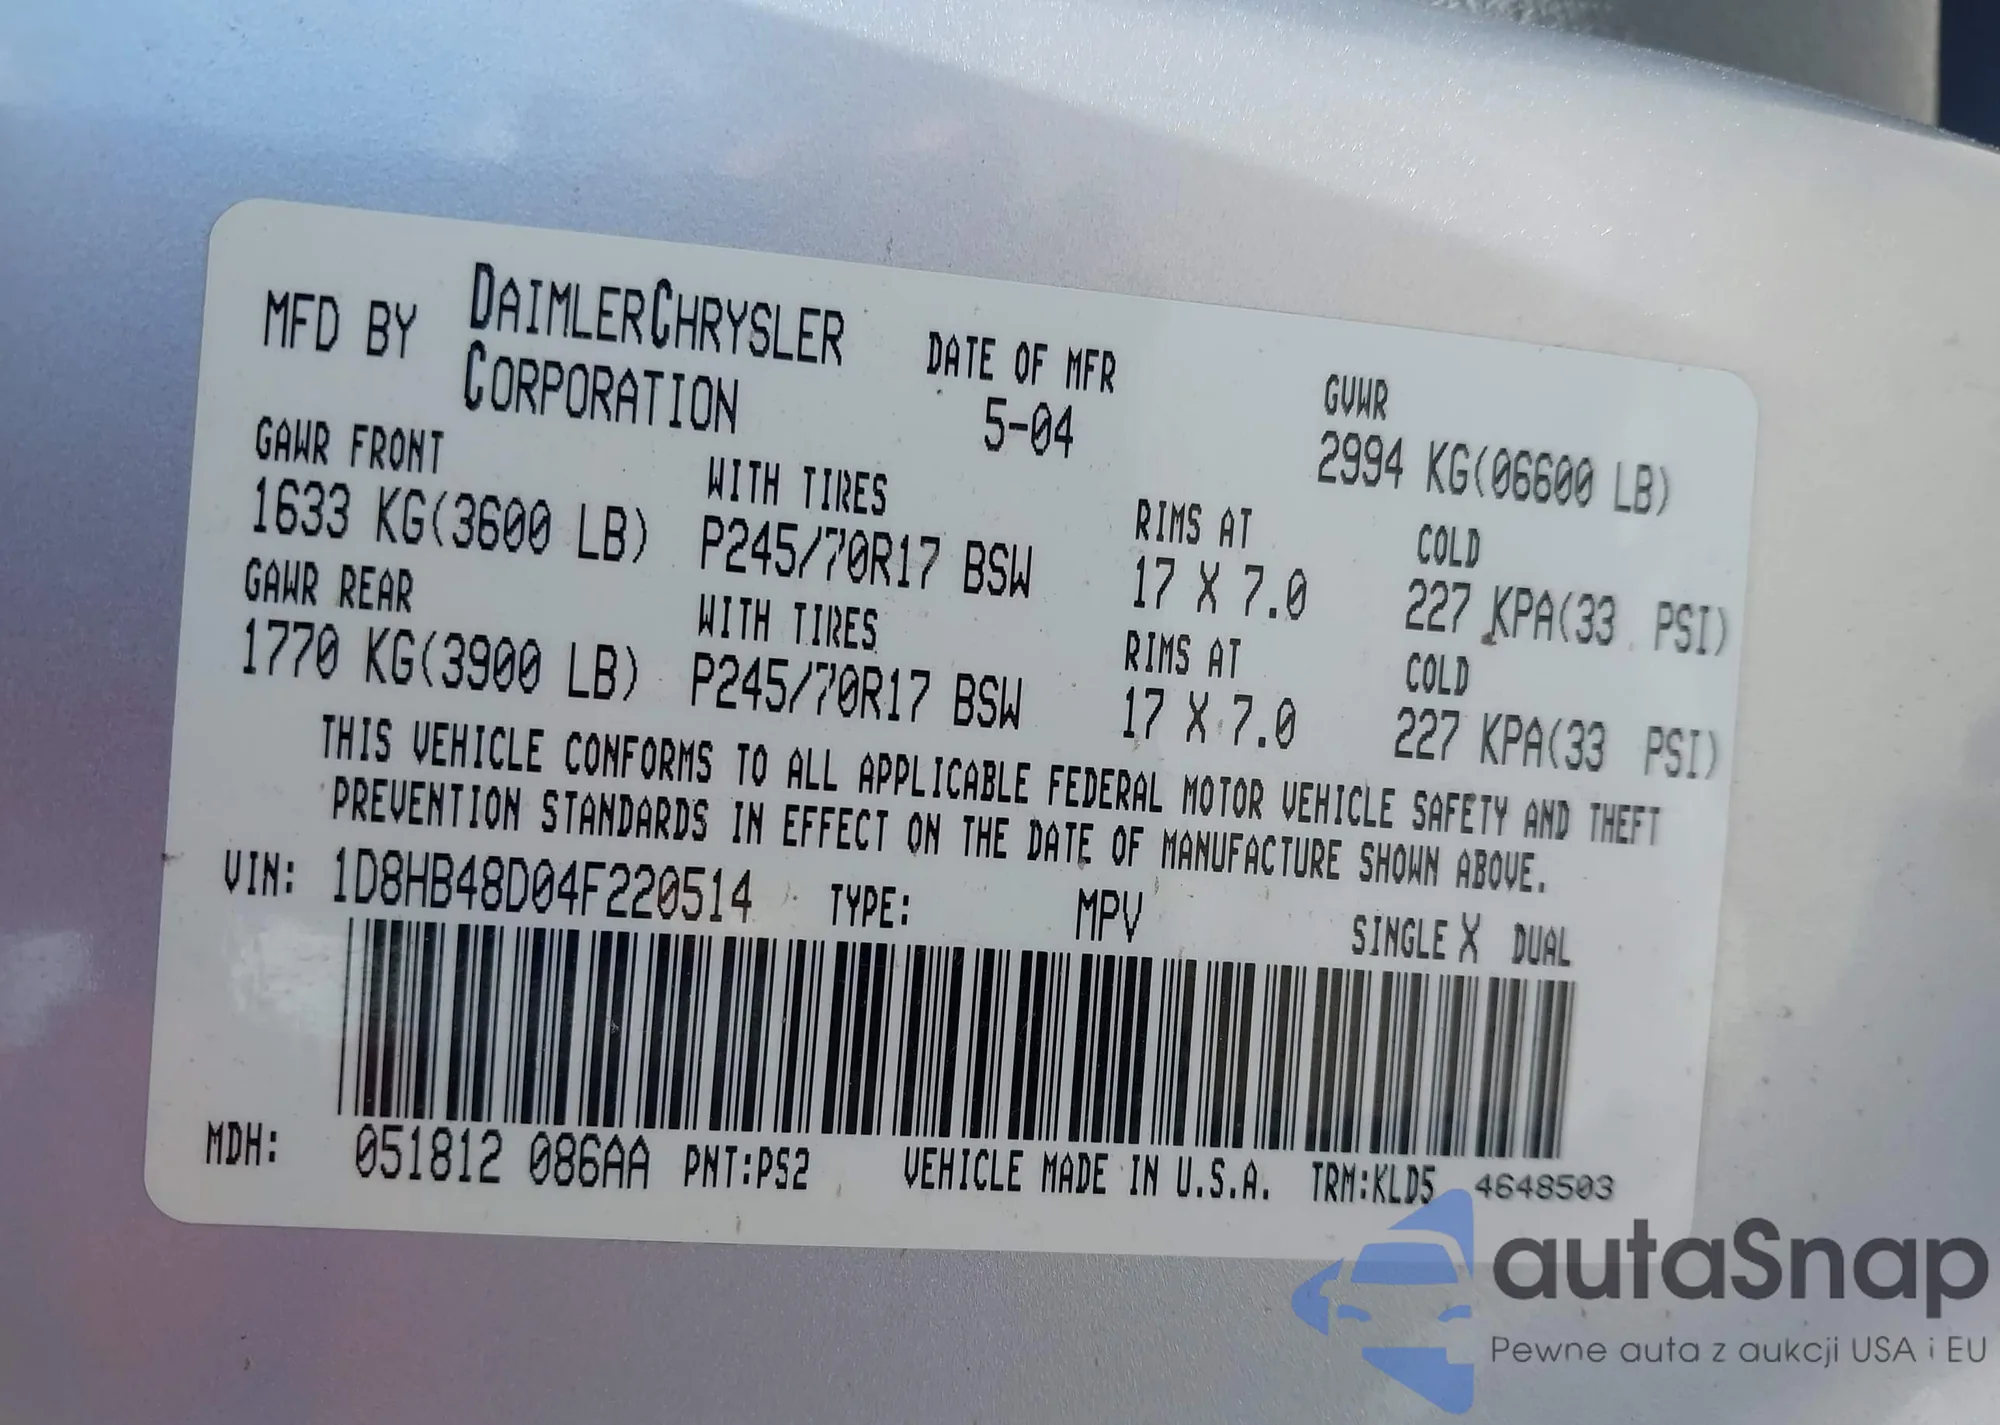 MFD BY DAIMLERCHRYSLER CORPORATION DATE OF MFR 5-04 GVWR 2994 KG(06600 LB)
GAWR FRONT WITH TIRES RIMS AT COLD
1633 KG(3600 LB) P245/70R17 BSW 17 X 7.0 227 KPA(33 PSI)
GAWR REAR WITH TIRES RIMS AT COLD
1770 KG(3900 LB) P245/70R17 BSW 17 X 7.0 227 KPA(33 PSI)
THIS VEHICLE CONFORMS TO ALL APPLICABLE FEDERAL MOTOR VEHICLE SAFETY AND THEFT
PREVENTION STANDARDS IN EFFECT ON THE DATE OF MANUFACTURE SHOWN ABOVE.
VIN: 1D8HB48D04F220514 TYPE: MPV SINGLE X DUAL
MDH: 051812 086AA PNT:PS2 VEHICLE MADE IN U.S.A. TRM:KLD5 4648503
autaSnap
Pewne auta z aukcji USA i EU